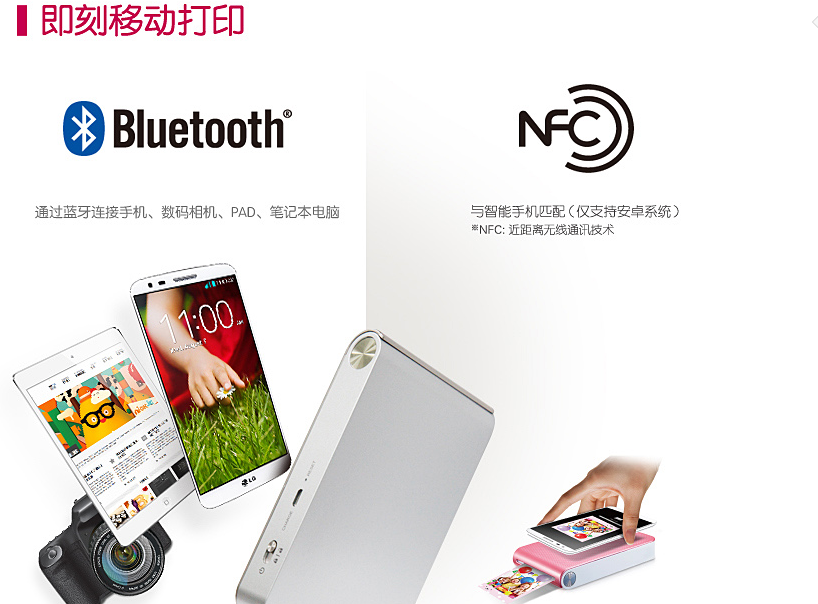 即刻移动打印
Bluetooth®
NFC
通过蓝牙连接手机、数码相机、PAD、笔记本电脑
与智能手机匹配（仅支持安卓系统）
※NFC: 近距离无线通讯技术
11:00
LG